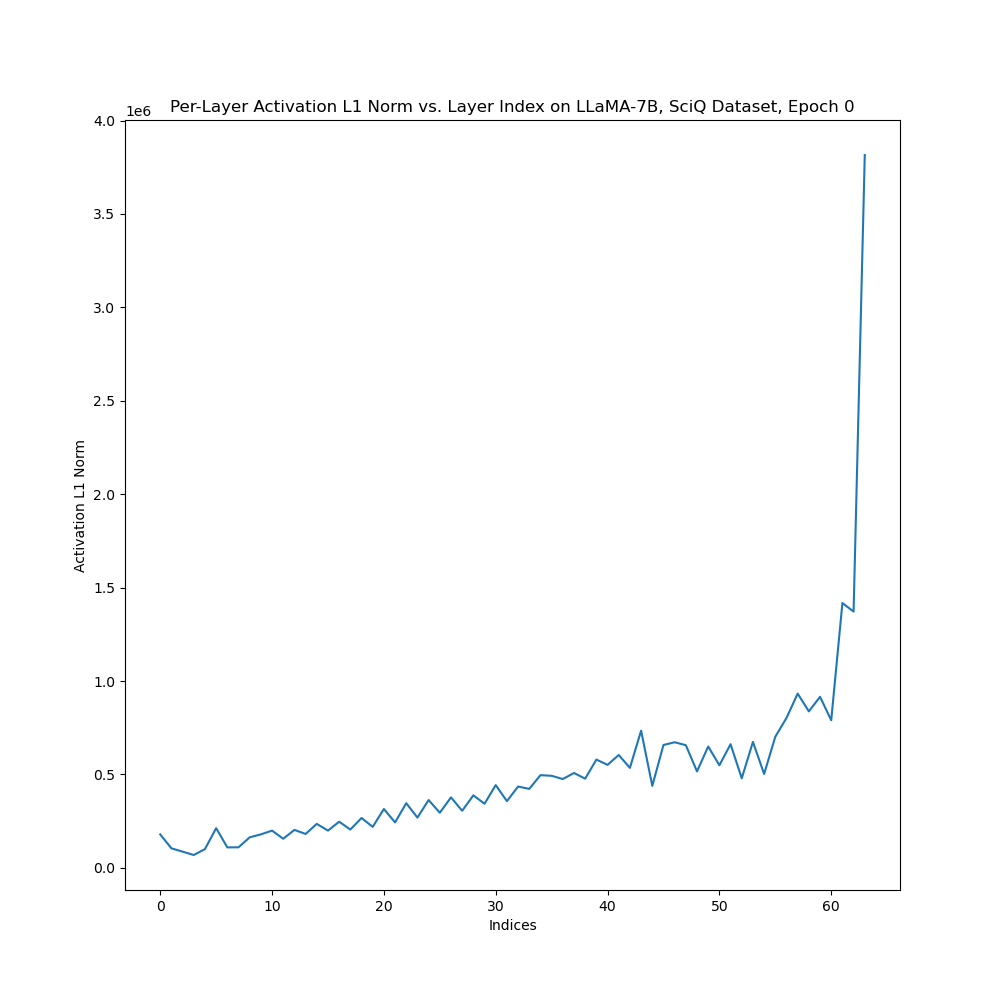 Per-Layer Activation L1 Norm vs. Layer Index on LLaMA-7B, SciQ Dataset, Epoch 0
1e6
4.0
3.5
3.0
2.5
2.0
1.5
1.0
0.5
0.0
Activation L1 Norm
0 10 20 30 40 50 60
Indices